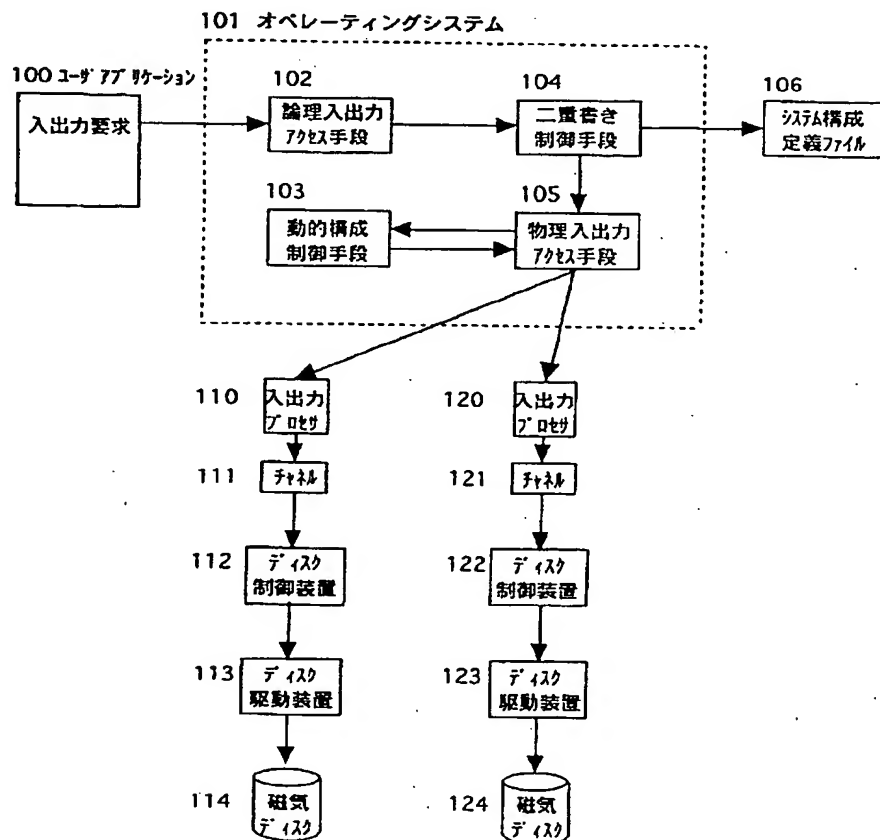 101 オペレーティングシステム
100 ユーザアプリケーション
入出力要求
102
論理入出力
アクセス手段
104
二重書き
制御手段
106
システム構成
定義ファイル
103
動的構成
制御手段
105
物理入出力
アクセス手段
110
入出力
プロセサ
120
入出力
プロセサ
111
チャネル
121
チャネル
112
ディスク
制御装置
122
ディスク
制御装置
113
ディスク
駆動装置
123
ディスク
駆動装置
114
磁気
ディスク
124
磁気
ディスク